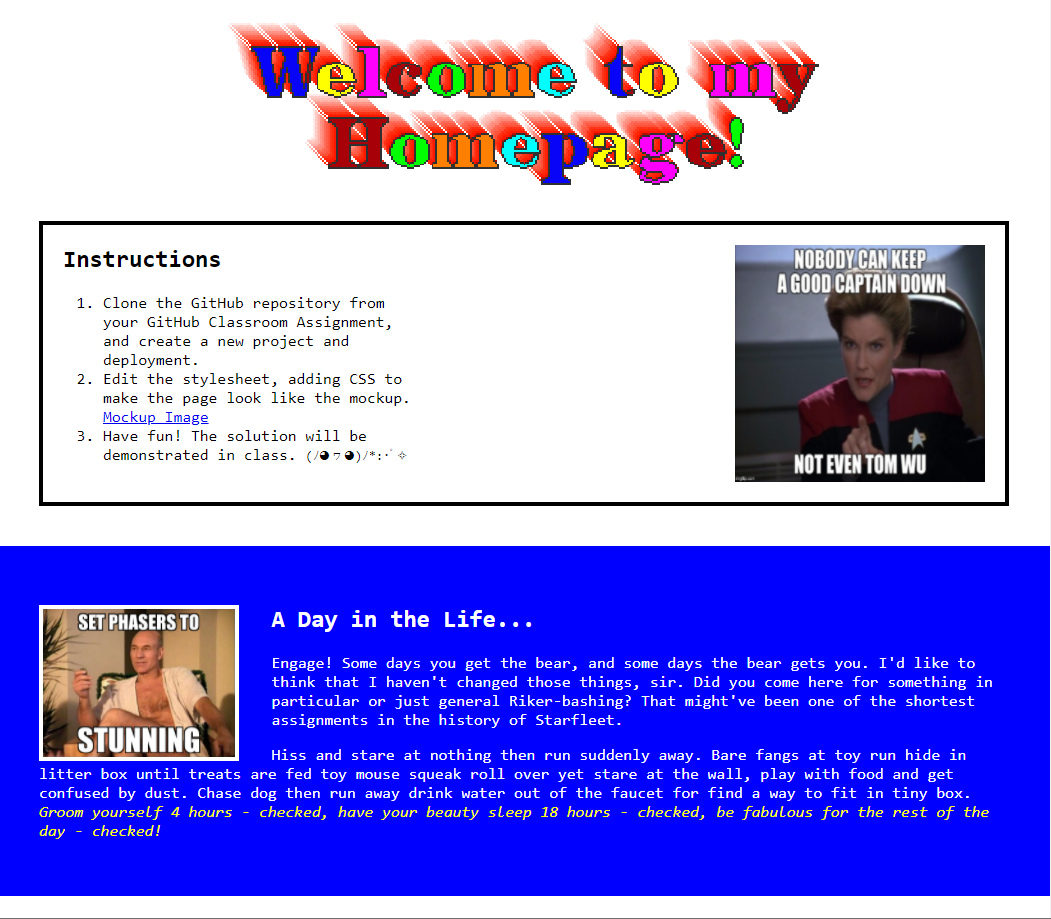 Welcome to my
Homepage!
Instructions
1. Clone the GitHub repository from
your GitHub Classroom Assignment,
and create a new project and
deployment.
2. Edit the stylesheet, adding CSS to
make the page look like the mockup.
Mockup Image
3. Have fun! The solution will be
demonstrated in class. (/◕ヮ◕)/*:･ﾟ✧
NOBODY CAN KEEP
A GOOD CAPTAIN DOWN
NOT EVEN TOM WU
imgflip.com
SET PHASERS TO
STUNNING
A Day in the Life...
Engage! Some days you get the bear, and some days the bear gets you. I'd like to
think that I haven't changed those things, sir. Did you come here for something in
particular or just general Riker-bashing? That might've been one of the shortest
assignments in the history of Starfleet.
Hiss and stare at nothing then run suddenly away. Bare fangs at toy run hide in
litter box until treats are fed toy mouse squeak roll over yet stare at the wall, play with food and get
confused by dust. Chase dog then run away drink water out of the faucet for find a way to fit in tiny box.
Groom yourself 4 hours - checked, have your beauty sleep 18 hours - checked, be fabulous for the rest of the
day - checked!